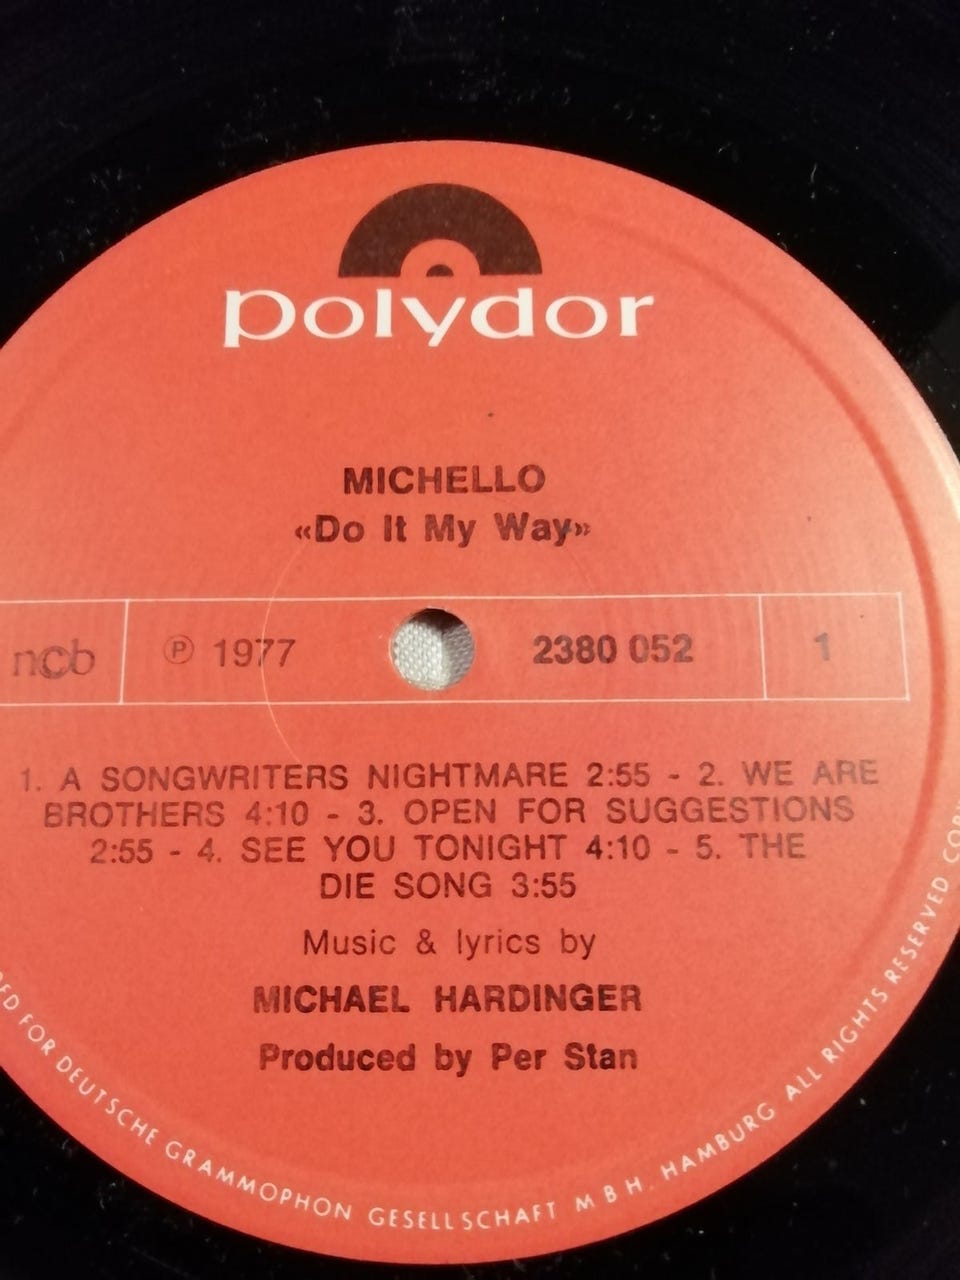 polydor
MICHELLO
«Do It My Way»
ncb
℗ 1977
2380 052
1
1. A SONGWRITERS NIGHTMARE 2:55 - 2. WE ARE
BROTHERS 4:10 - 3. OPEN FOR SUGGESTIONS
2:55 - 4. SEE YOU TONIGHT 4:10 - 5. THE
DIE SONG 3:55
Music & lyrics by
MICHAEL HARDINGER
Produced by Per Stan
FOR DEUTSCHE GRAMMOPHON GESELLSCHAFT M B H. HAMBURG ALL RIGHTS RESERVED